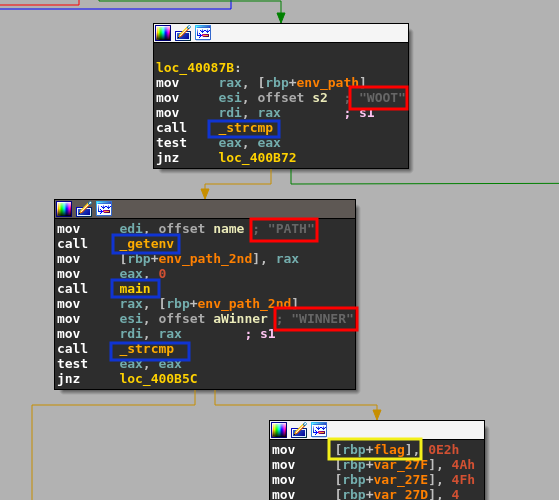 loc_40087B:
mov rax, [rbp+env_path]
mov esi, offset s2 ; "WOOT"
mov rdi, rax ; s1
call _strcmp
test eax, eax
jnz loc_400B72
mov edi, offset name ; "PATH"
call _getenv
mov [rbp+env_path_2nd], rax
mov eax, 0
call main
mov rax, [rbp+env_path_2nd]
mov esi, offset aWinner ; "WINNER"
mov rdi, rax ; s1
call _strcmp
test eax, eax
jnz loc_400B5C
mov [rbp+flag], 0E2h
mov [rbp+var_27F], 4Ah
mov [rbp+var_27E], 4Fh
mov [rbp+var_27D], 4